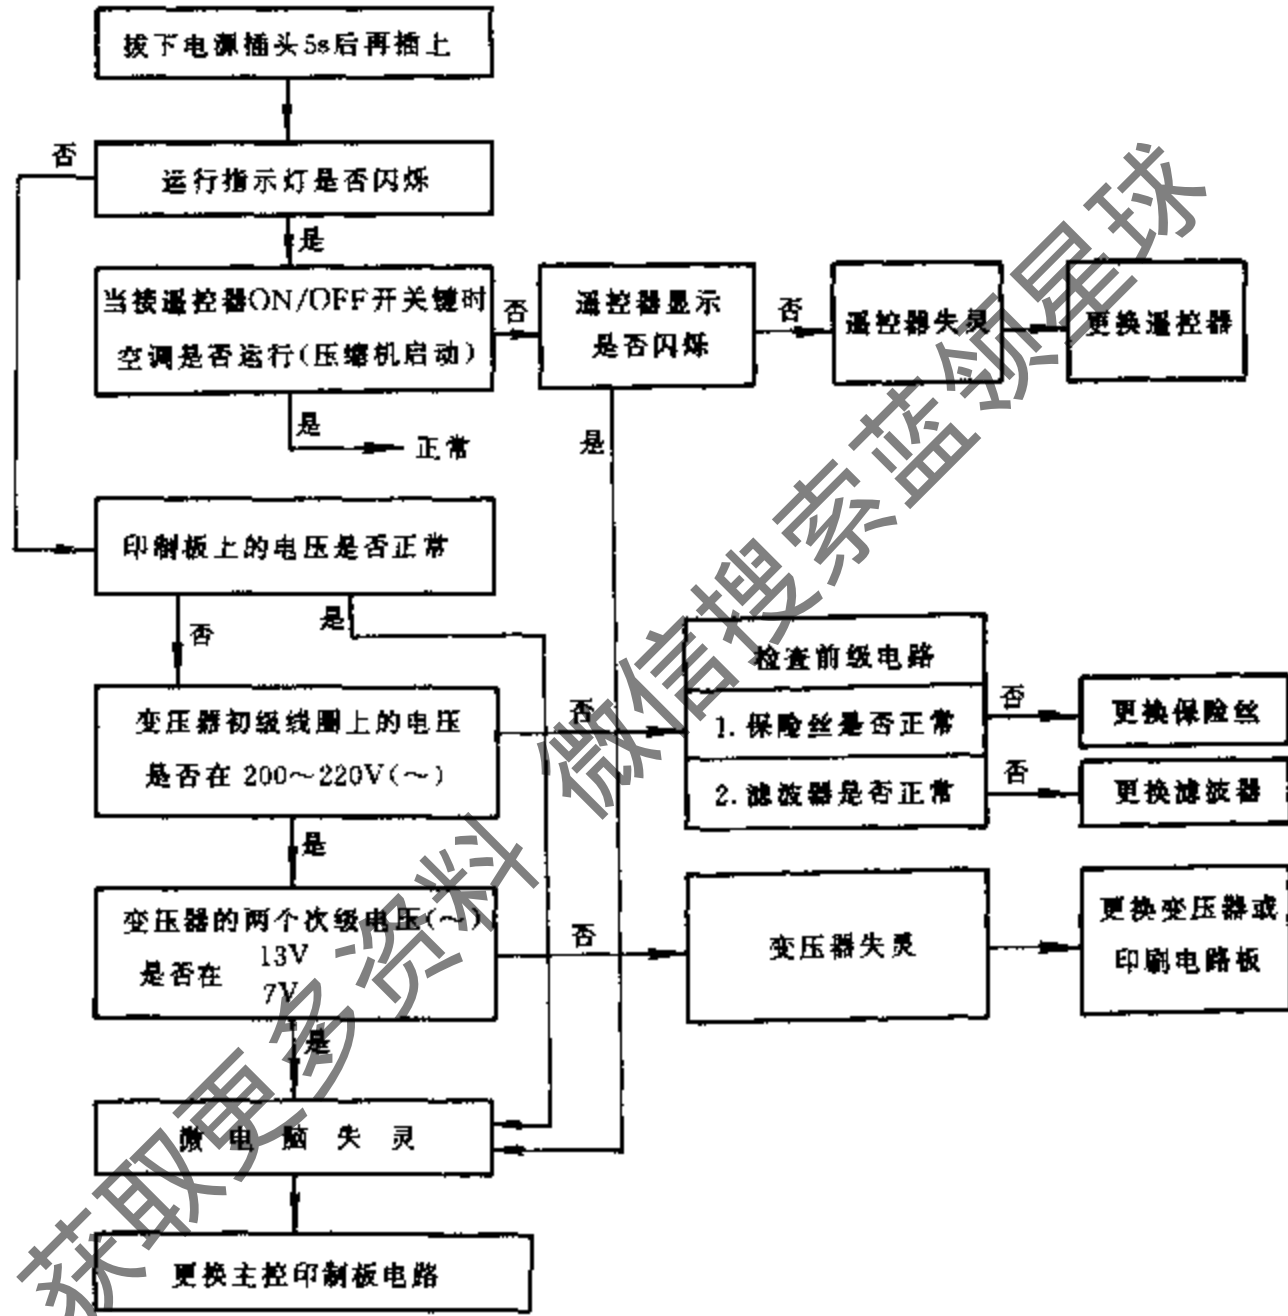 拔下电源插头5s后再插上
否
运行指示灯是否闪烁
是
当按遥控器ON/OFF开关键时
空调是否运行(压缩机启动)
否
遥控器显示
是否闪烁
否
遥控器失灵
更换遥控器
是
正常
是
印制板上的电压是否正常
否
是
变压器初级线圈上的电压
是否在 200~220V(~)
否
检查前级电路
1.保险丝是否正常
2.滤波器是否正常
否
更换保险丝
否
更换滤波器
是
变压器的两个次级电压(~)
是否在
13V
7V
否
变压器失灵
更换变压器或
印刷电路板
是
微电脑失灵
更换主控印制板电路
获取更多资料 微信搜索蓝领星球